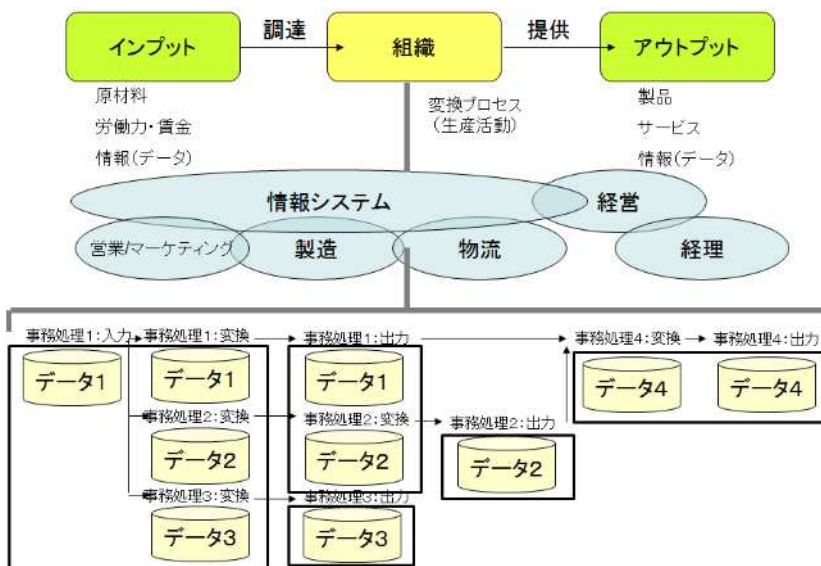 インプット
調達
組織
提供
アウトプット
原材料
労働力・賃金
情報(データ)
変換プロセス
(生産活動)
製品
サービス
情報(データ)
情報システム
経営
営業/マーケティング
製造
物流
経理
事務処理1:入力
事務処理1:変換
事務処理1:出力
事務処理4:変換
事務処理4:出力
データ1
データ1
データ1
データ4
データ4
事務処理2:変換
事務処理2:変換
事務処理2:出力
データ2
データ2
データ2
事務処理3:変換
事務処理3:出力
データ3
データ3